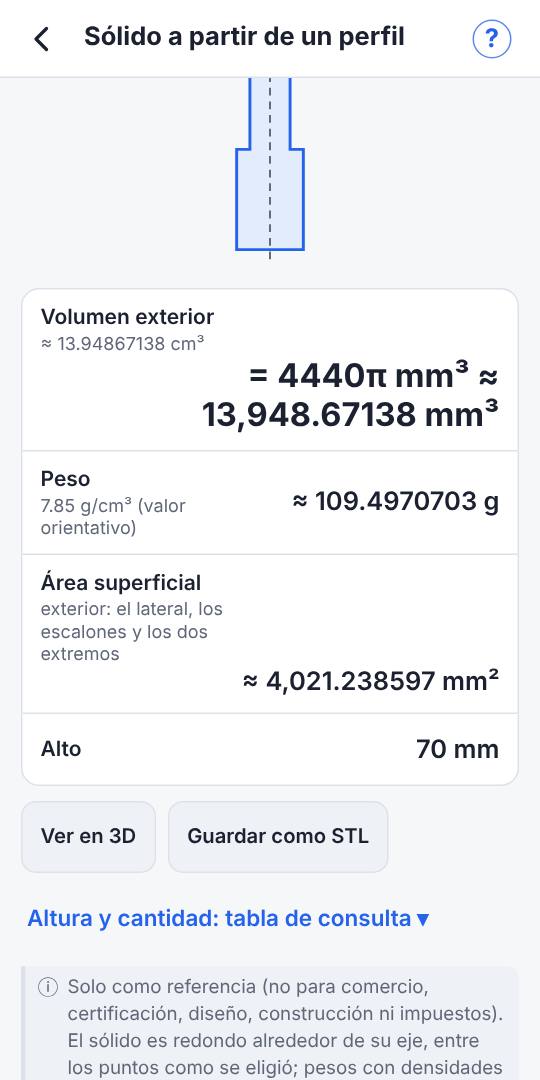 Sólido a partir de un perfil
?
Volumen exterior
≈ 13.94867138 cm³
= 4440π mm³ ≈
13,948.67138 mm³
Peso
7.85 g/cm³ (valor
orientativo)
≈ 109.4970703 g
Área superficial
exterior: el lateral, los
escalones y los dos
extremos
≈ 4,021.238597 mm²
Alto
70 mm
Ver en 3D
Guardar como STL
Altura y cantidad: tabla de consulta ▾
ⓘ Solo como referencia (no para comercio,
certificación, diseño, construcción ni impuestos).
El sólido es redondo alrededor de su eje, entre
los puntos como se eligió; pesos con densidades